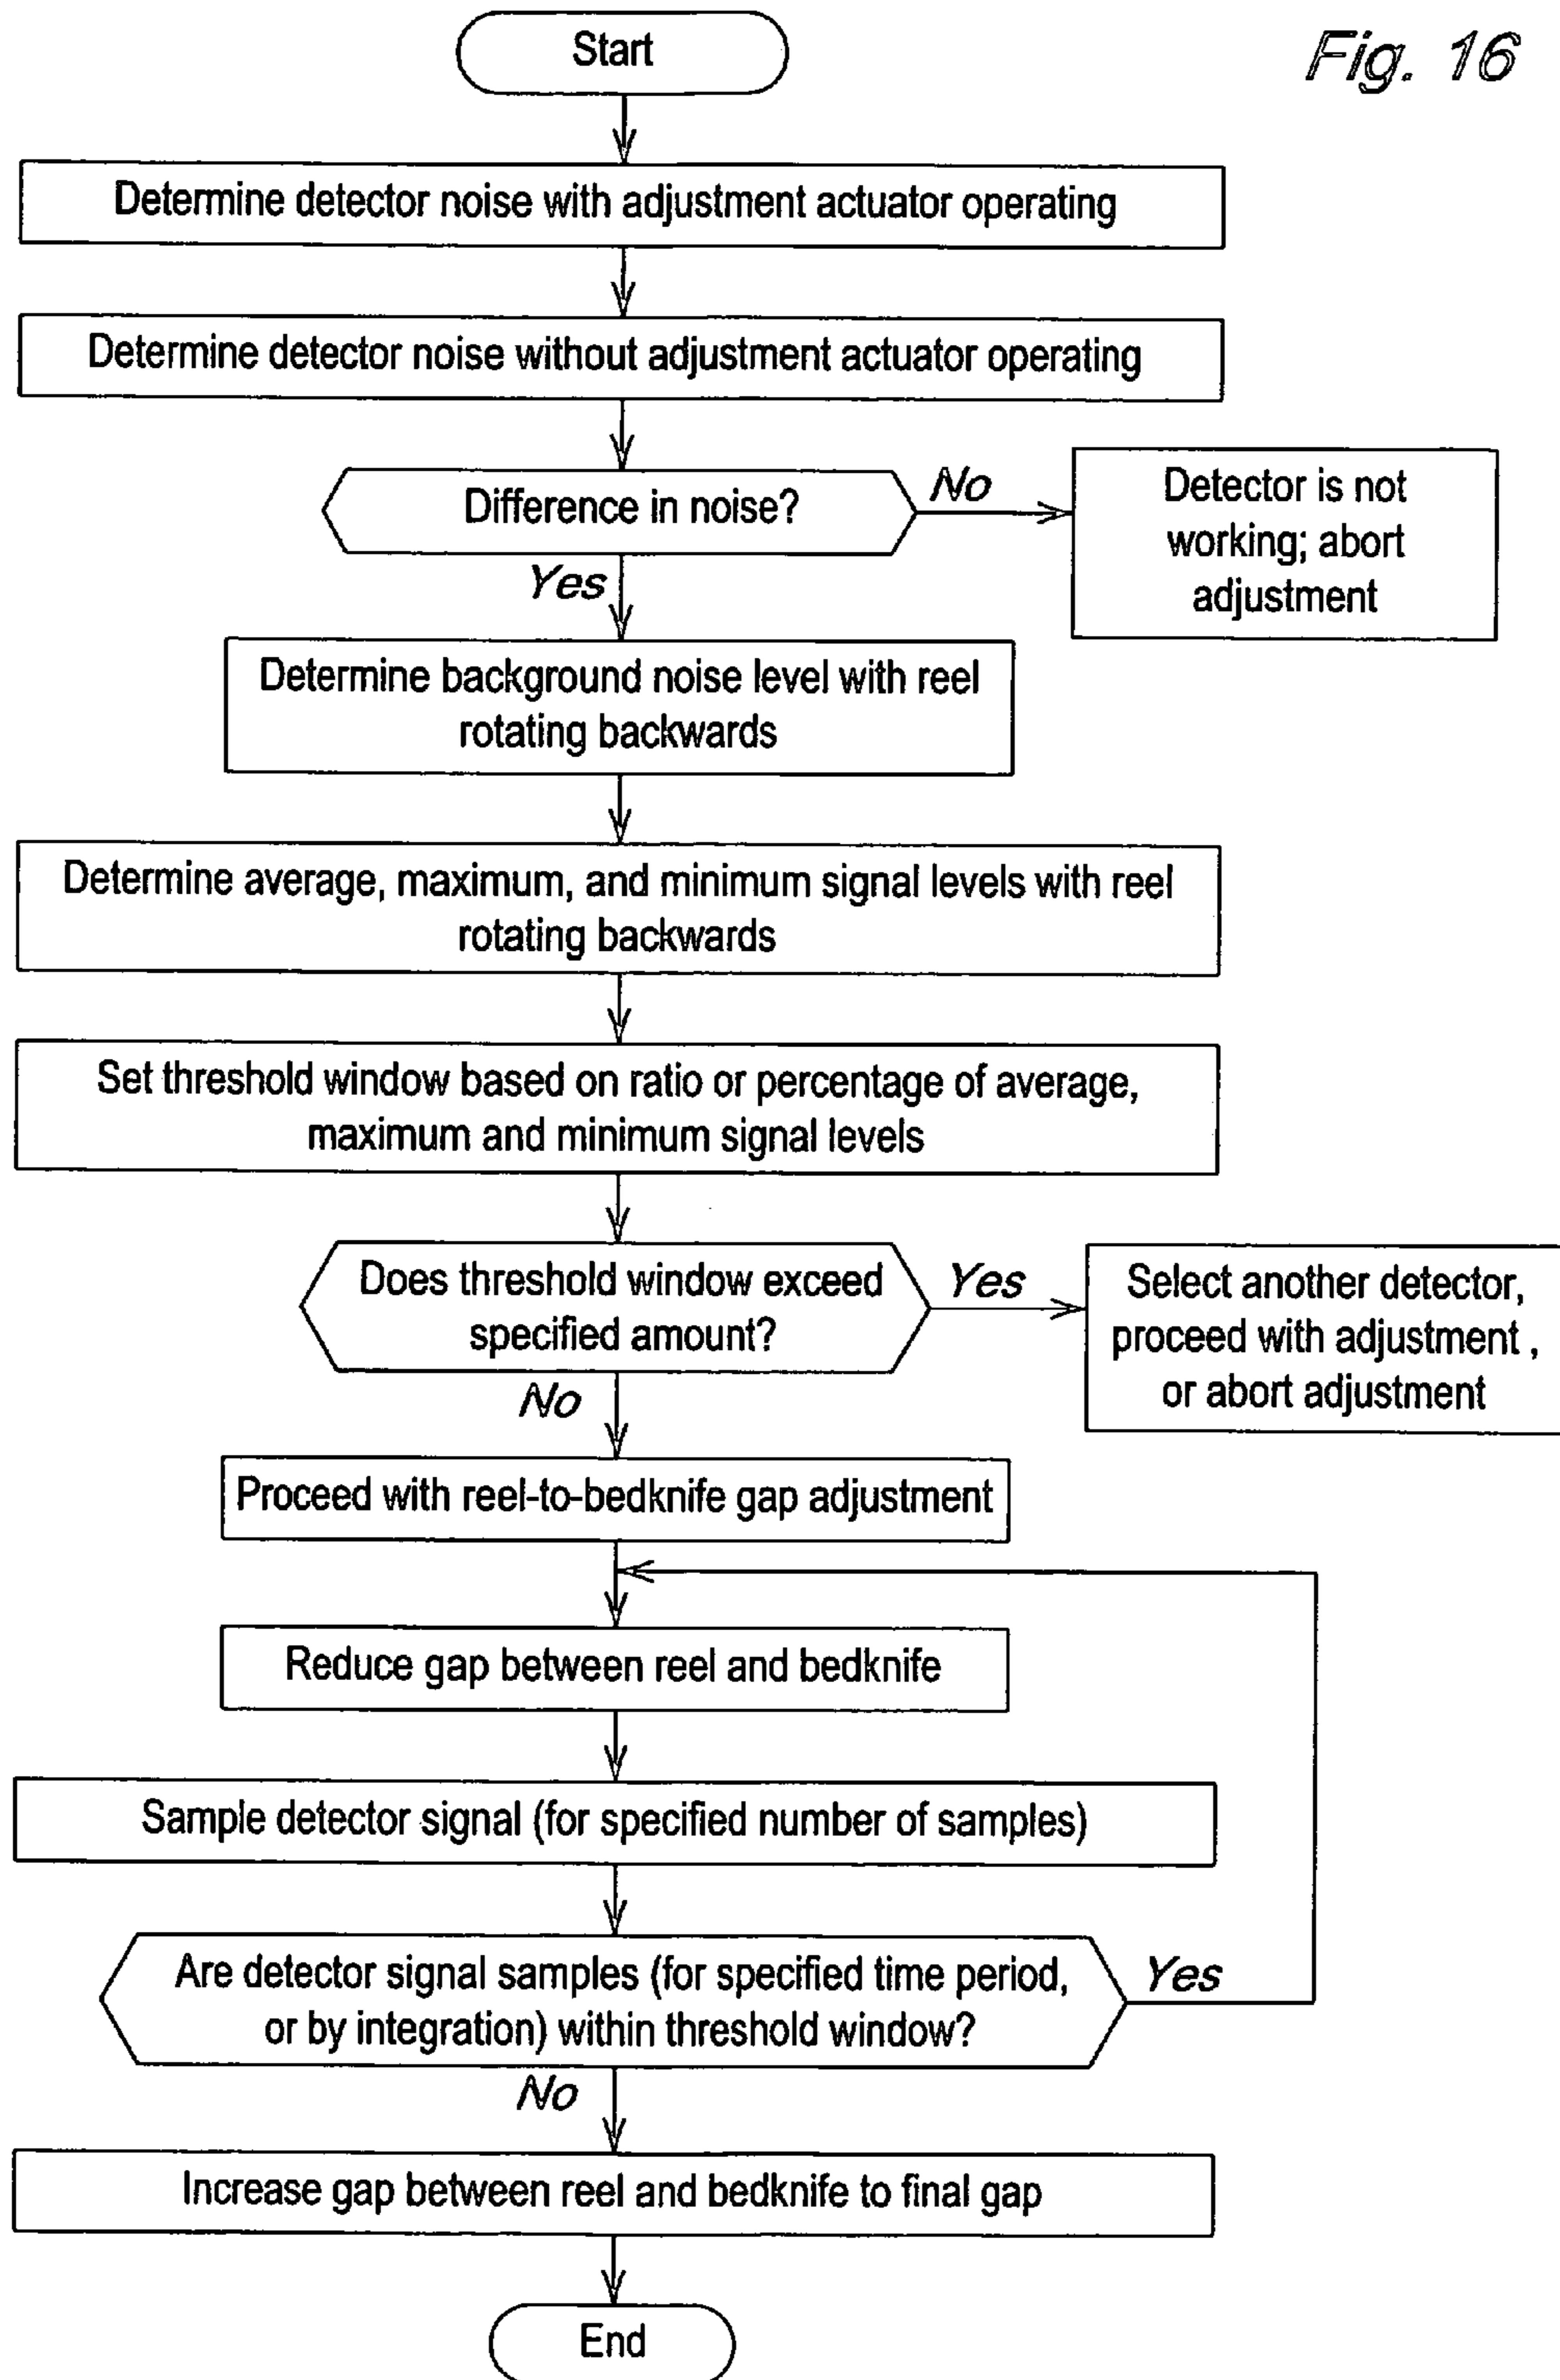 Fig. 16
Start
Determine detector noise with adjustment actuator operating
Determine detector noise without adjustment actuator operating
Difference in noise?
No
Detector is not
working; abort
adjustment
Yes
Determine background noise level with reel
rotating backwards
Determine average, maximum, and minimum signal levels with reel
rotating backwards
Set threshold window based on ratio or percentage of average,
maximum and minimum signal levels
Does threshold window exceed
specified amount?
Yes
Select another detector,
proceed with adjustment ,
or abort adjustment
No
Proceed with reel-to-bedknife gap adjustment
Reduce gap between reel and bedknife
Sample detector signal (for specified number of samples)
Are detector signal samples (for specified time period,
or by integration) within threshold window?
Yes
No
Increase gap between reel and bedknife to final gap
End